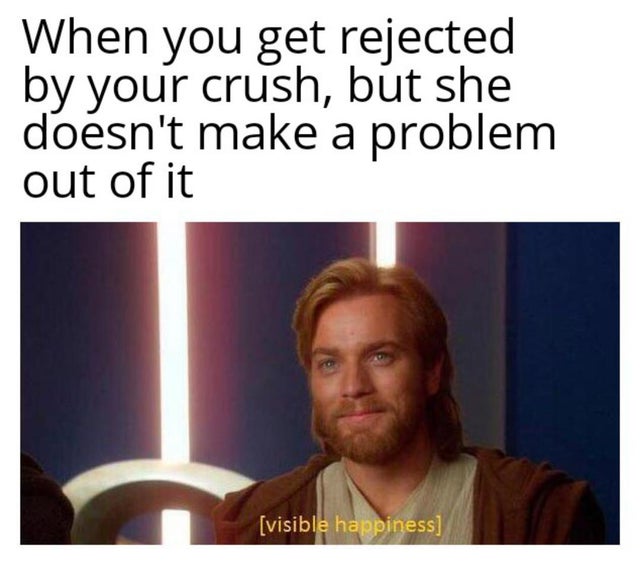 When you get rejected
by your crush, but she
doesn't make a problem
out of it
[visible happiness]